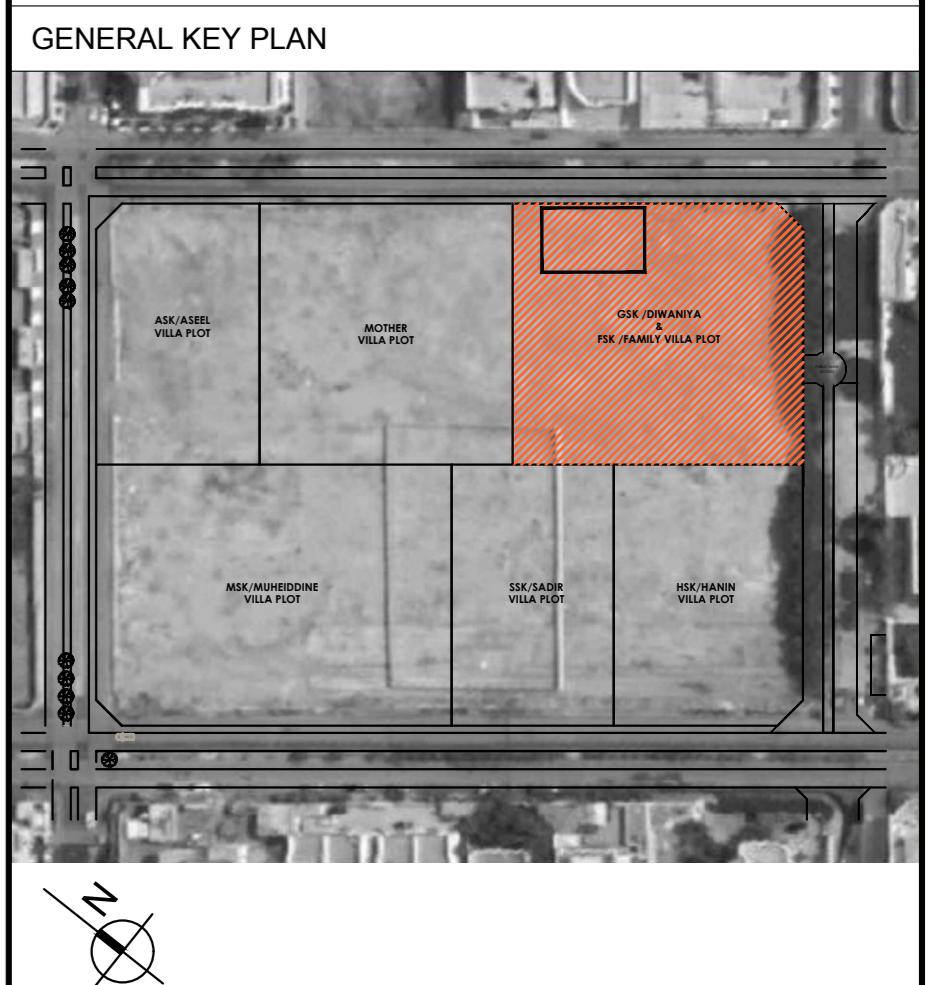 GENERAL KEY PLAN
ASK/ASEEL
VILLA PLOT
MOTHER
VILLA PLOT
GSK /DIWANIYA
&
FSK /FAMILY VILLA PLOT
MSK/MUHEIDDINE
VILLA PLOT
SSK/SADIR
VILLA PLOT
HSK/HANIN
VILLA PLOT
N